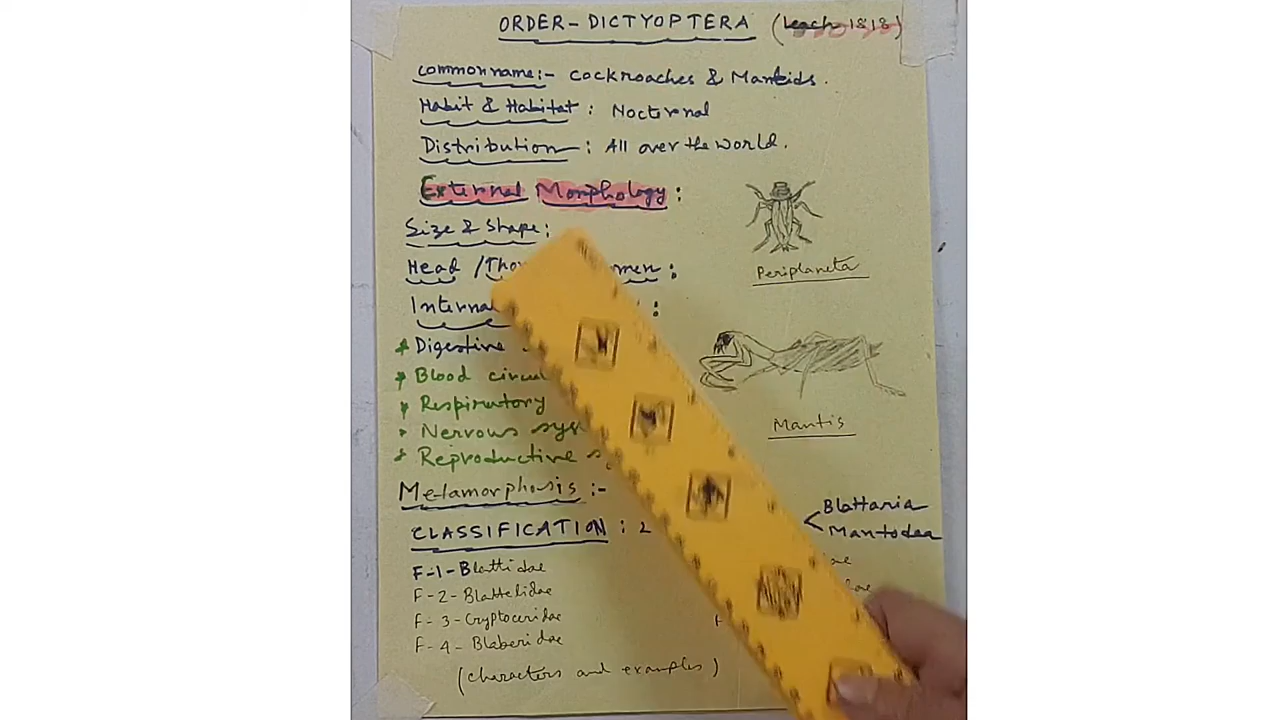 ORDER-DICTYOPTERA (Leach 1818)
Common name:- Cockroaches & Mantids.
Habit & Habitat: Nocturnal
Distribution: All over the world.
External Morphology:
Size & Shape:
Head / :
Internal :
Periplaneta
* Digestive
* Blood
* Respiratory
* Nervous
* Reproductive
Mantis
Metamorphosis:-
CLASSIFICATION: 2
Blattaria
Mantodea
F-1-Blattidae
F-2-Blattelidae
F-3-Cryptoceridae
F-4-Blaberidae
(characters and examples)